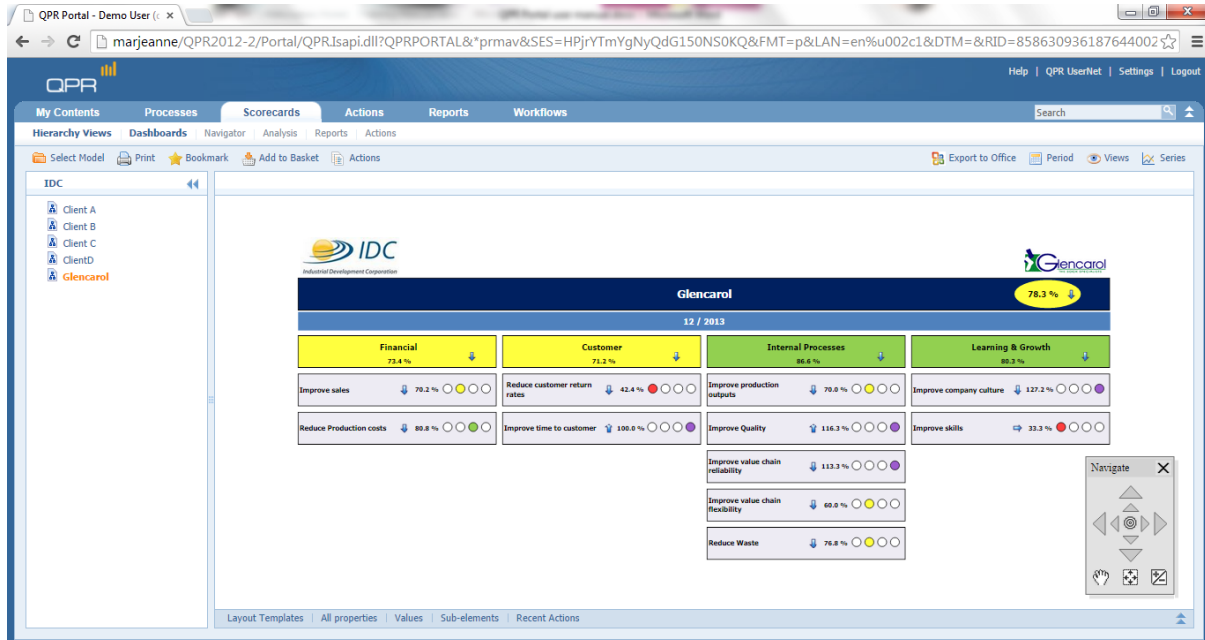 QPR Portal - Demo User (c
marjeanne/QPR2012-2/Portal/QPR.Isapi.dll?QPRPORTAL&*prmav&SES=HPjrYTmYgNyQdG150NS0KQ&FMT=p&LAN=en%u002c1&DTM=&RID=858630936187644002
QPR
Help | QPR UserNet | Settings | Logout
My Contents Processes Scorecards Actions Reports Workflows Search
Hierarchy Views Dashboards Navigator Analysis Reports Actions
Select Model Print Bookmark Add to Basket Actions Export to Office Period Views Series
IDC
Client A
Client B
Client C
ClientD
Glencarol
IDC
Industrial Development Corporation
Glencarol
Glencarol
78.3 %
12 / 2013
Financial
73.4 %
Customer
71.2 %
Internal Processes
86.6 %
Learning & Growth
80.3 %
Improve sales 70.2 %
Reduce customer return
rates
42.4 %
Improve production
outputs
70.0 %
Improve company culture 127.2 %
Reduce Production costs 80.8 %
Improve time to customer 100.0 %
Improve Quality 116.3 %
Improve skills 33.3 %
Improve value chain
reliability
113.3 %
Improve value chain
flexibility
60.0 %
Reduce Waste 76.8 %
Navigate X
Layout Templates | All properties | Values | Sub-elements | Recent Actions